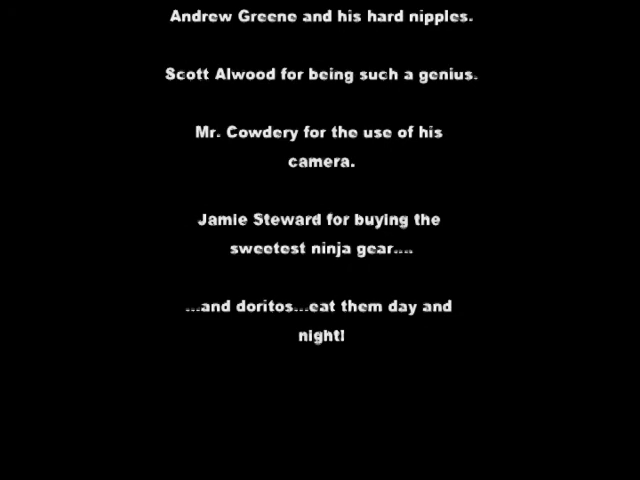 Andrew Greene and his hard nipples.
Scott Alwood for being such a genius.
Mr. Cowdery for the use of his
camera.
Jamie Steward for buying the
sweetest ninja gear....
...and doritos...eat them day and
night!